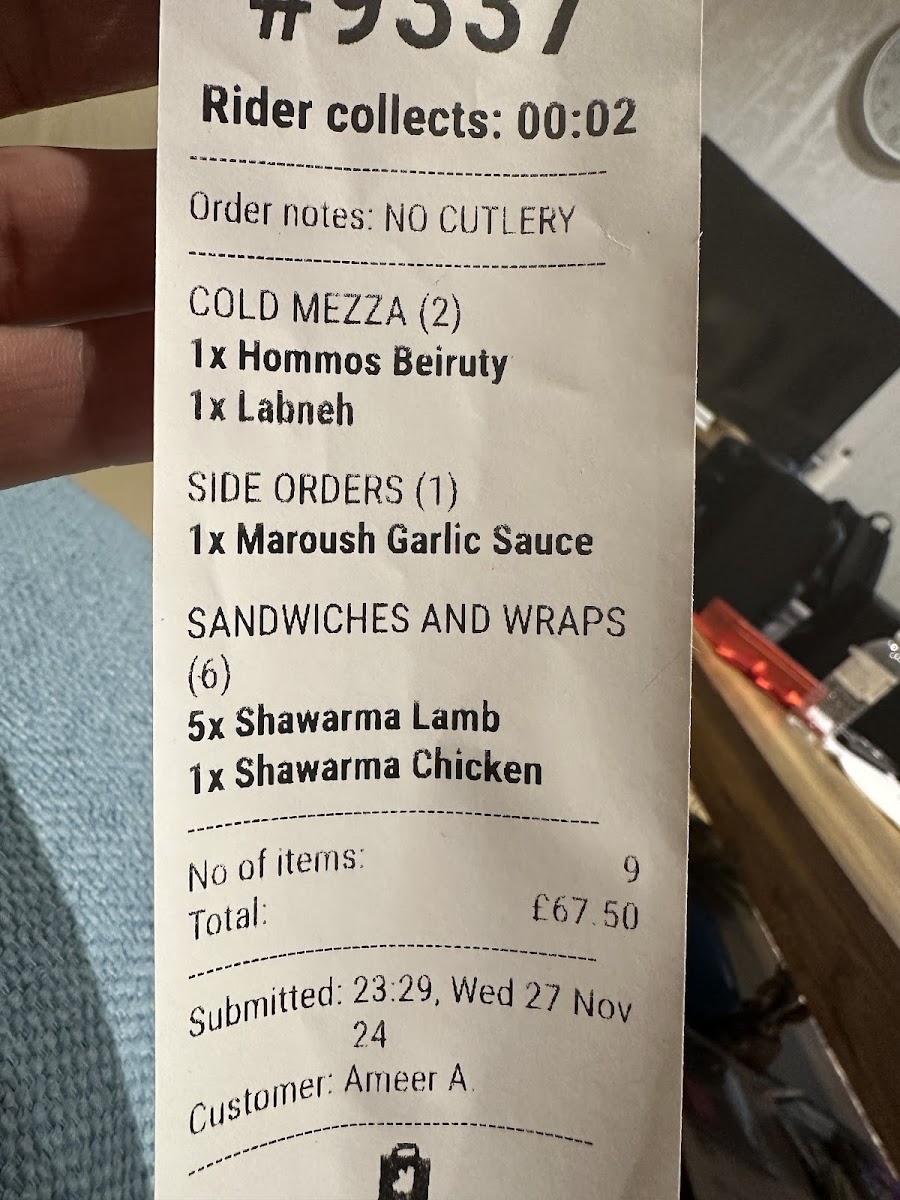 #9337
Rider collects: 00:02
Order notes: NO CUTLERY
COLD MEZZA (2)
1x Hommos Beiruty
1x Labneh
SIDE ORDERS (1)
1x Maroush Garlic Sauce
SANDWICHES AND WRAPS
(6)
5x Shawarma Lamb
1x Shawarma Chicken
No of items: 9
Total: £67.50
Submitted: 23:29, Wed 27 Nov
24
Customer: Ameer A.